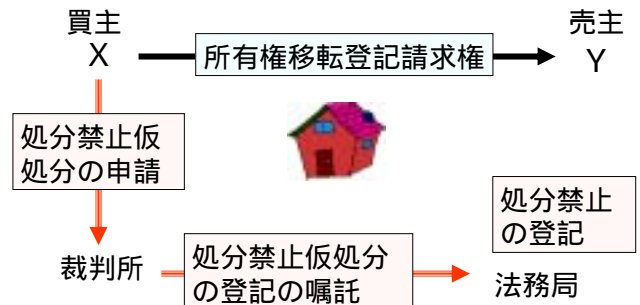 買主
X
所有権移転登記請求権
売主
Y
処分禁止仮
処分の申請
処分禁止
の登記
裁判所
処分禁止仮処分
の登記の嘱託
法務局